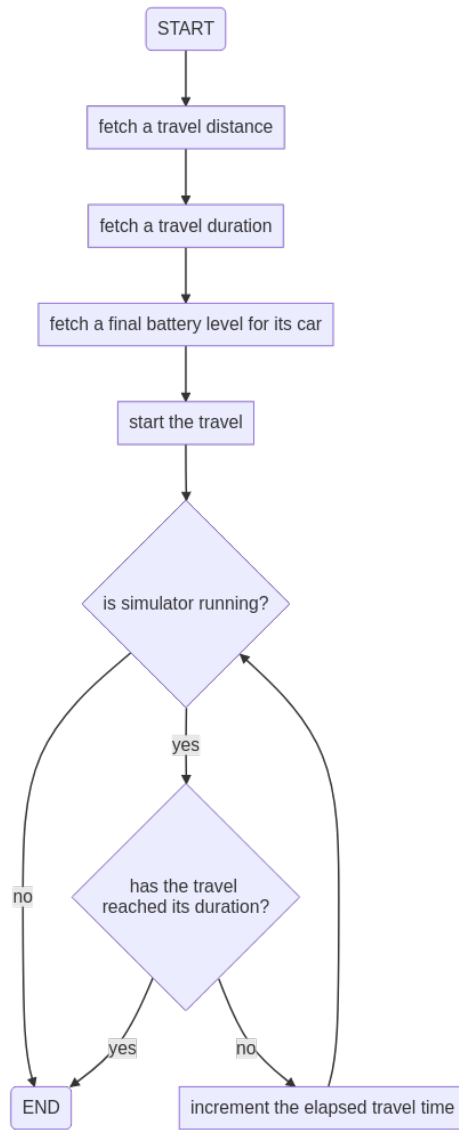 START
fetch a travel distance
fetch a travel duration
fetch a final battery level for its car
start the travel
is simulator running?
yes
has the travel
reached its duration?
no
yes
no
END
increment the elapsed travel time